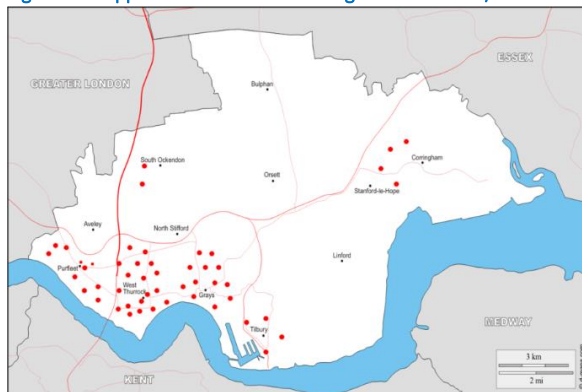 GREATER LONDON
ESSEX
Bulphan
South Ockendon
Corringham
Orsett
Stanford-le-Hope
Aveley
North Stifford
Linford
Purfleet
West
Thurrock
Grays
Tilbury
MEDWAY
KENT
3 km
2 mi